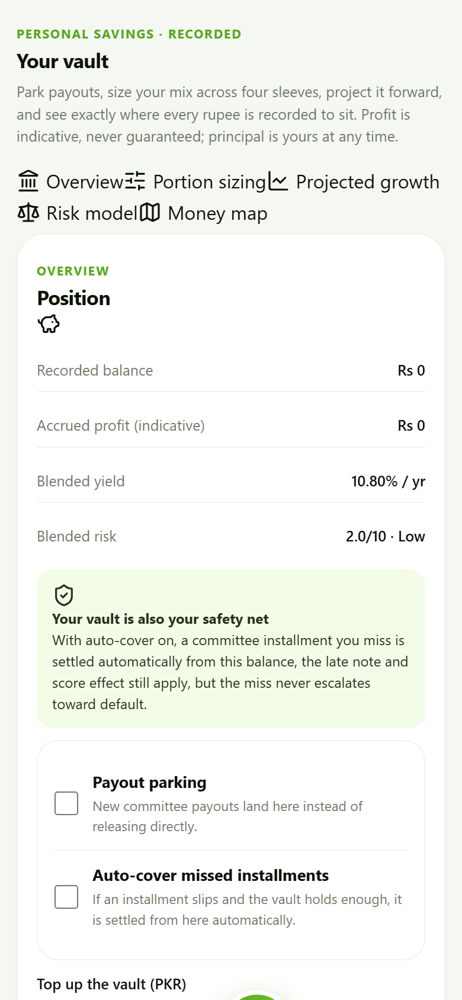 PERSONAL SAVINGS · RECORDED
Your vault
Park payouts, size your mix across four sleeves, project it forward,
and see exactly where every rupee is recorded to sit. Profit is
indicative, never guaranteed; principal is yours at any time.
Overview Portion sizing Projected growth
Risk model Money map
OVERVIEW
Position
Recorded balance Rs 0
Accrued profit (indicative) Rs 0
Blended yield 10.80% / yr
Blended risk 2.0/10 · Low
Your vault is also your safety net
With auto-cover on, a committee installment you miss is
settled automatically from this balance, the late note and
score effect still apply, but the miss never escalates
toward default.
Payout parking
New committee payouts land here instead of
releasing directly.
Auto-cover missed installments
If an installment slips and the vault holds enough, it
is settled from here automatically.
Top up the vault (PKR)